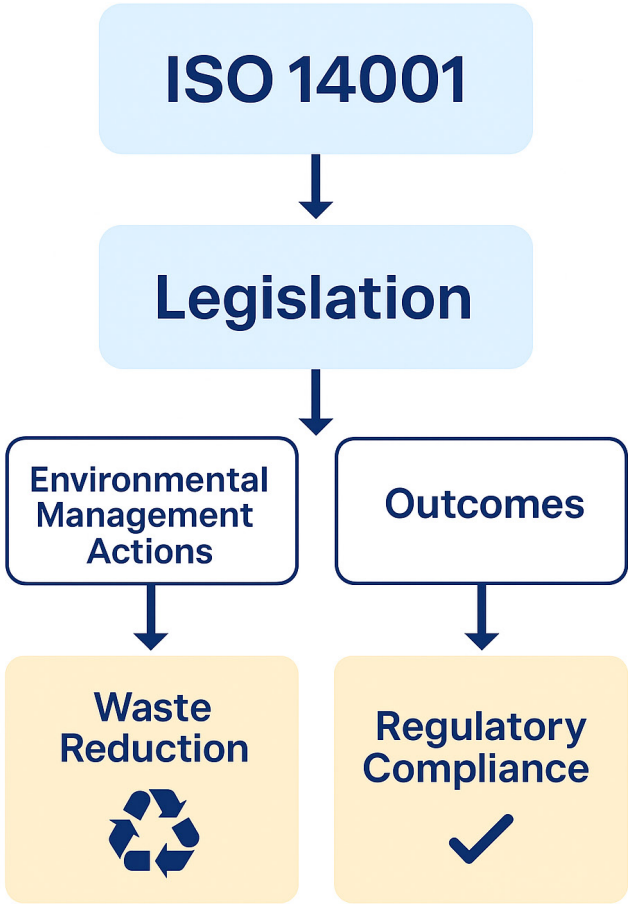 ISO 14001
Legislation
Environmental
Management
Actions
Outcomes
Waste
Reduction
Regulatory
Compliance